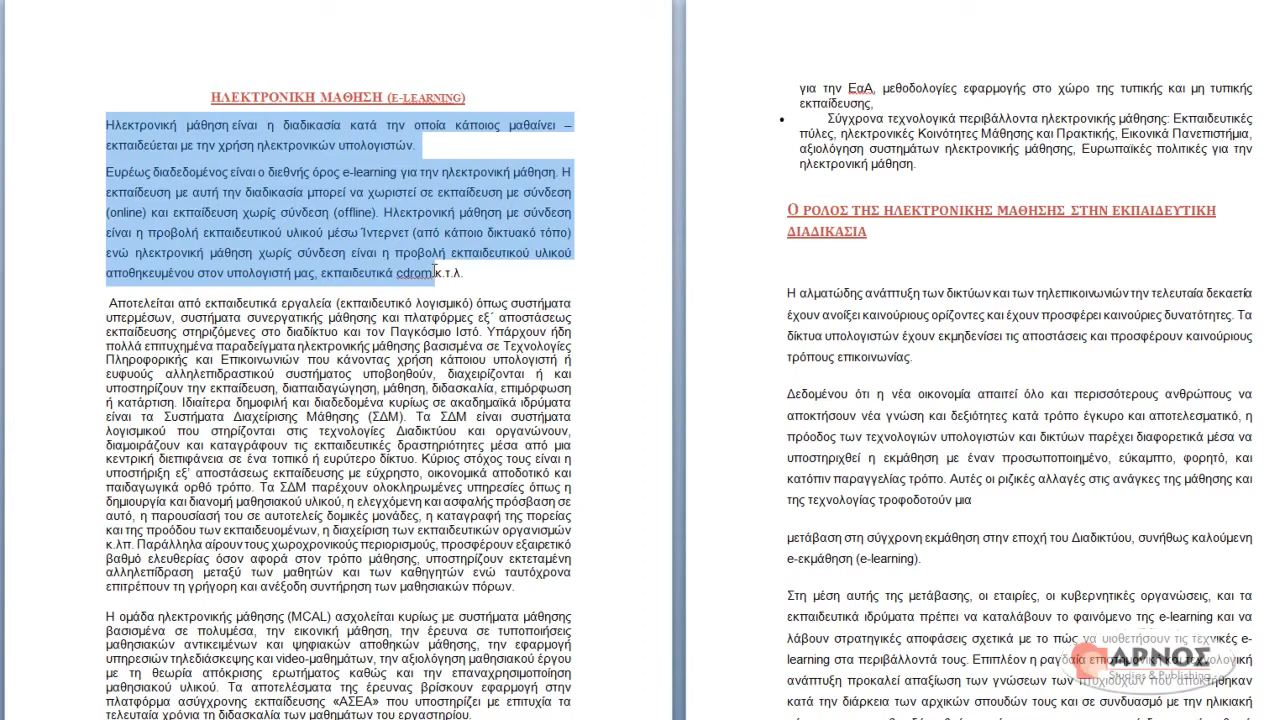 ΗΛΕΚΤΡΟΝΙΚΗ ΜΑΘΗΣΗ (E-LEARNING)
Ηλεκτρονική μάθηση είναι η διαδικασία κατά την οποία κάποιος μαθαίνει –
εκπαιδεύεται με την χρήση ηλεκτρονικών υπολογιστών.
Ευρέως διαδεδομένος είναι ο διεθνής όρος e-learning για την ηλεκτρονική μάθηση. Η
εκπαίδευση με αυτή την διαδικασία μπορεί να χωριστεί σε εκπαίδευση με σύνδεση
(online) και εκπαίδευση χωρίς σύνδεση (offline). Ηλεκτρονική μάθηση με σύνδεση
είναι η προβολή εκπαιδευτικού υλικού μέσω Ίντερνετ (από κάποιο δικτυακό τόπο)
ενώ ηλεκτρονική μάθηση χωρίς σύνδεση είναι η προβολή εκπαιδευτικού υλικού
αποθηκευμένου στον υπολογιστή μας, εκπαιδευτικά cdrom κ.τ.λ.
Αποτελείται από εκπαιδευτικά εργαλεία (εκπαιδευτικό λογισμικό) όπως συστήματα
υπερμέσων, συστήματα συνεργατικής μάθησης και πλατφόρμες εξ΄ αποστάσεως
εκπαίδευσης στηριζόμενες στο διαδίκτυο και τον Παγκόσμιο Ιστό. Υπάρχουν ήδη
πολλά επιτυχημένα παραδείγματα ηλεκτρονικής μάθησης βασισμένα σε Τεχνολογίες
Πληροφορικής και Επικοινωνιών που κάνοντας χρήση κάποιου υπολογιστή ή
ευφυούς αλληλεπιδραστικού συστήματος υποβοηθούν, διαχειρίζονται ή και
υποστηρίζουν την εκπαίδευση, διαπαιδαγώγηση, μάθηση, διδασκαλία, επιμόρφωση
ή κατάρτιση. Ιδιαίτερα δημοφιλή και διαδεδομένα κυρίως σε ακαδημαϊκά ιδρύματα
είναι τα Συστήματα Διαχείρισης Μάθησης (ΣΔΜ). Τα ΣΔΜ είναι συστήματα
λογισμικού που στηρίζονται στις τεχνολογίες Διαδικτύου και οργανώνουν,
διαμοιράζουν και καταγράφουν τις εκπαιδευτικές δραστηριότητες μέσα από μια
κεντρική διεπιφάνεια σε ένα τοπικό ή ευρύτερο δίκτυο. Κύριος στόχος τους είναι η
υποστήριξη εξ' αποστάσεως εκπαίδευσης με εύχρηστο, οικονομικά αποδοτικό και
παιδαγωγικά ορθό τρόπο. Τα ΣΔΜ παρέχουν ολοκληρωμένες υπηρεσίες όπως η
δημιουργία και διανομή μαθησιακού υλικού, η ελεγχόμενη και ασφαλής πρόσβαση σε
αυτό, η παρουσίασή του σε αυτοτελείς δομικές μονάδες, η καταγραφή της πορείας
και της προόδου των εκπαιδευομένων, η διαχείριση των εκπαιδευτικών οργανισμών
κ.λπ. Παράλληλα αίρουν τους χωροχρονικούς περιορισμούς, προσφέρουν εξαιρετικό
βαθμό ελευθερίας όσον αφορά στον τρόπο μάθησης, υποστηρίζουν εκτεταμένη
αλληλεπίδραση μεταξύ των μαθητών και των καθηγητών ενώ ταυτόχρονα
επιτρέπουν τη γρήγορη και ανέξοδη συντήρηση των μαθησιακών πόρων.
Η ομάδα ηλεκτρονικής μάθησης (MCAL) ασχολείται κυρίως με συστήματα μάθησης
βασισμένα σε πολυμέσα, την εικονική μάθηση, την έρευνα σε τυποποιήσεις
μαθησιακών αντικειμένων και ψηφιακών αποθηκών μάθησης, την εφαρμογή
υπηρεσιών τηλεδιάσκεψης και video-μαθημάτων, την αξιολόγηση μαθησιακού έργου
με τη θεωρία απόκρισης ερωτήματος καθώς και την επαναχρησιμοποίηση
μαθησιακού υλικού. Τα αποτελέσματα της έρευνας βρίσκουν εφαρμογή στην
πλατφόρμα ασύγχρονης εκπαίδευσης «ΑΣΕΑ» που υποστηρίζει με επιτυχία τα
τελευταία χρόνια τη διδασκαλία των μαθημάτων του εργαστηρίου.
για την ΕαΑ, μεθοδολογίες εφαρμογής στο χώρο της τυπικής και μη τυπικής
εκπαίδευσης,
• Σύγχρονα τεχνολογικά περιβάλλοντα ηλεκτρονικής μάθησης: Εκπαιδευτικές
πύλες, ηλεκτρονικές Κοινότητες Μάθησης και Πρακτικής, Εικονικά Πανεπιστήμια,
αξιολόγηση συστημάτων ηλεκτρονικής μάθησης, Ευρωπαϊκές πολιτικές για την
ηλεκτρονική μάθηση.
Ο ΡΟΛΟΣ ΤΗΣ ΗΛΕΚΤΡΟΝΙΚΗΣ ΜΑΘΗΣΗΣ ΣΤΗΝ ΕΚΠΑΙΔΕΥΤΙΚΗ
ΔΙΑΔΙΚΑΣΙΑ
Η αλματώδης ανάπτυξη των δικτύων και των τηλεπικοινωνιών την τελευταία δεκαετία
έχουν ανοίξει καινούριους ορίζοντες και έχουν προσφέρει καινούριες δυνατότητες. Τα
δίκτυα υπολογιστών έχουν εκμηδενίσει τις αποστάσεις και προσφέρουν καινούριους
τρόπους επικοινωνίας.
Δεδομένου ότι η νέα οικονομία απαιτεί όλο και περισσότερους ανθρώπους να
αποκτήσουν νέα γνώση και δεξιότητες κατά τρόπο έγκυρο και αποτελεσματικό, η
πρόοδος των τεχνολογιών υπολογιστών και δικτύων παρέχει διαφορετικά μέσα να
υποστηριχθεί η εκμάθηση με έναν προσωποποιημένο, εύκαμπτο, φορητό, και
κατόπιν παραγγελίας τρόπο. Αυτές οι ριζικές αλλαγές στις ανάγκες της μάθησης και
της τεχνολογίας τροφοδοτούν μια
μετάβαση στη σύγχρονη εκμάθηση στην εποχή του Διαδικτύου, συνήθως καλούμενη
e-εκμάθηση (e-learning).
Στη μέση αυτής της μετάβασης, οι εταιρίες, οι κυβερνητικές οργανώσεις, και τα
εκπαιδευτικά ιδρύματα πρέπει να καταλάβουν το φαινόμενο της e-learning και να
λάβουν στρατηγικές αποφάσεις σχετικά με το πώς να υιοθετήσουν τις τεχνικές e-
learning στα περιβάλλοντά τους. Επιπλέον η ραγδαία επιστημονική και τεχνολογική
ανάπτυξη προκαλεί απαξίωση των γνώσεων των πτυχιούχων που αποκτήθηκαν
κατά την διάρκεια των αρχικών σπουδών τους και σε συνδυασμό με την ηλικιακή
ΑΡΝΟΣ
Studies & Publishing